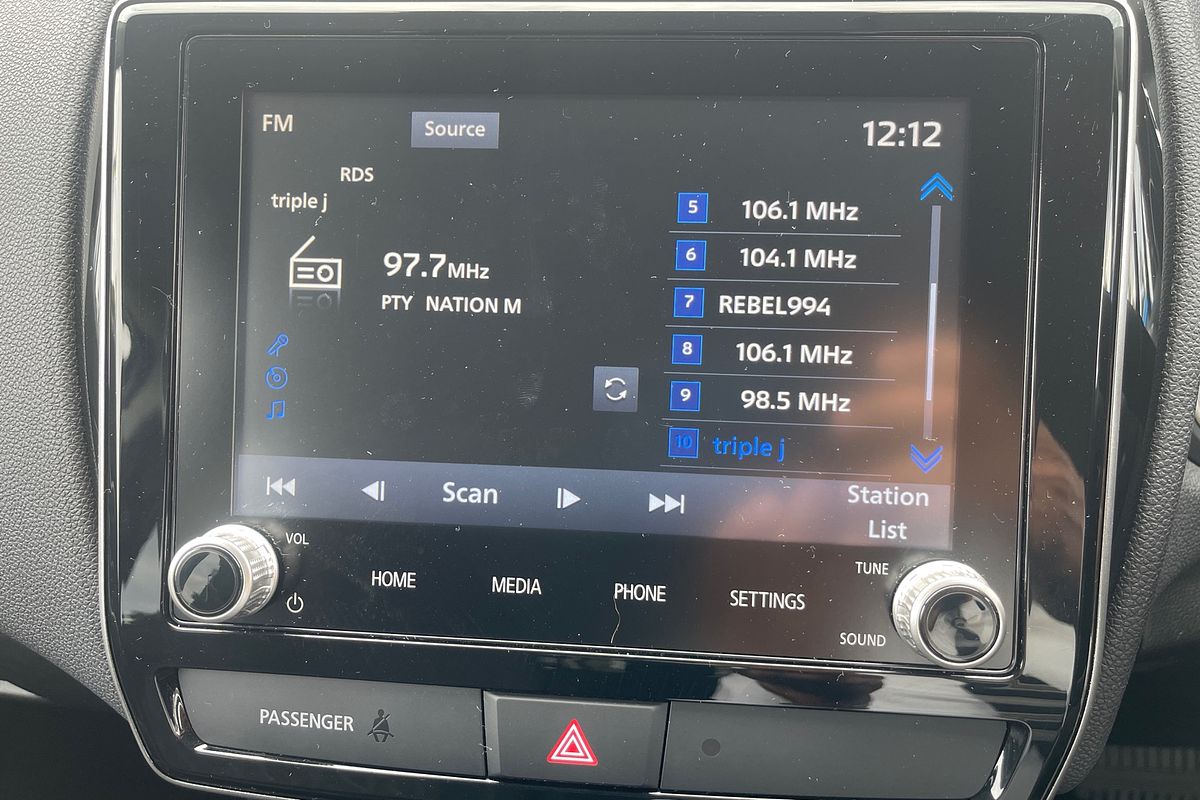 FM
Source
12:12
RDS
triple j
97.7MHz
PTY NATION M
5 106.1 MHz
6 104.1 MHz
7 REBEL994
8 106.1 MHz
9 98.5 MHz
10 triple j
Scan
Station
List
VOL
TUNE
HOME
MEDIA
PHONE
SETTINGS
SOUND
PASSENGER